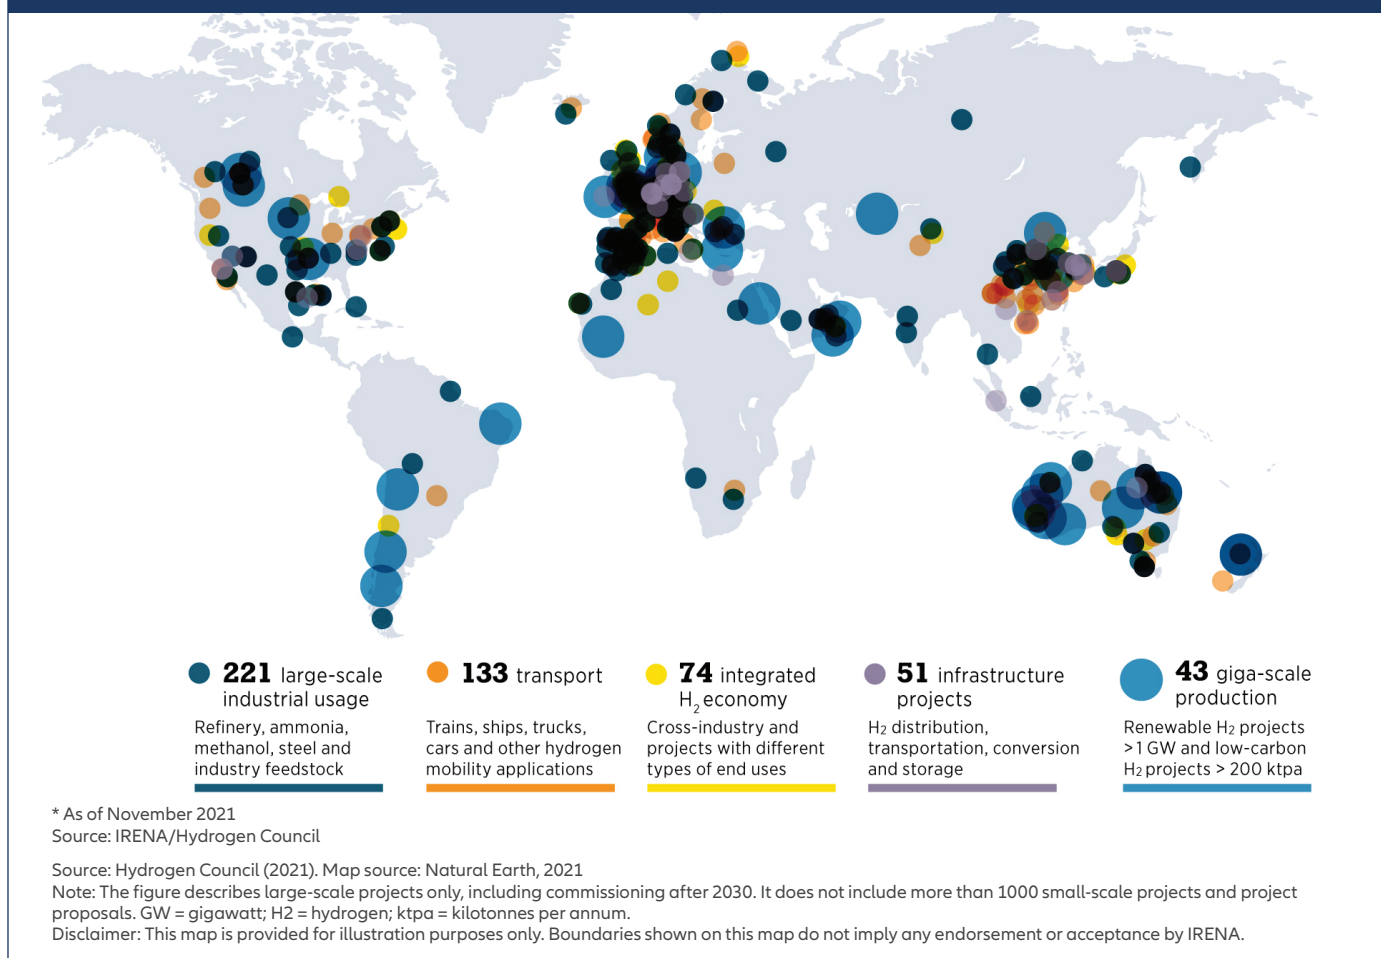 221 large-scale
industrial usage
Refinery, ammonia,
methanol, steel and
industry feedstock
133 transport
Trains, ships, trucks,
cars and other hydrogen
mobility applications
74 integrated
H2 economy
Cross-industry and
projects with different
types of end uses
51 infrastructure
projects
H2 distribution,
transportation, conversion
and storage
43 giga-scale
production
Renewable H2 projects
>1 GW and low-carbon
H2 projects > 200 ktpa
* As of November 2021
Source: IRENA/Hydrogen Council
Source: Hydrogen Council (2021). Map source: Natural Earth, 2021
Note: The figure describes large-scale projects only, including commissioning after 2030. It does not include more than 1000 small-scale projects and project
proposals. GW = gigawatt; H2 = hydrogen; ktpa = kilotonnes per annum.
Disclaimer: This map is provided for illustration purposes only. Boundaries shown on this map do not imply any endorsement or acceptance by IRENA.